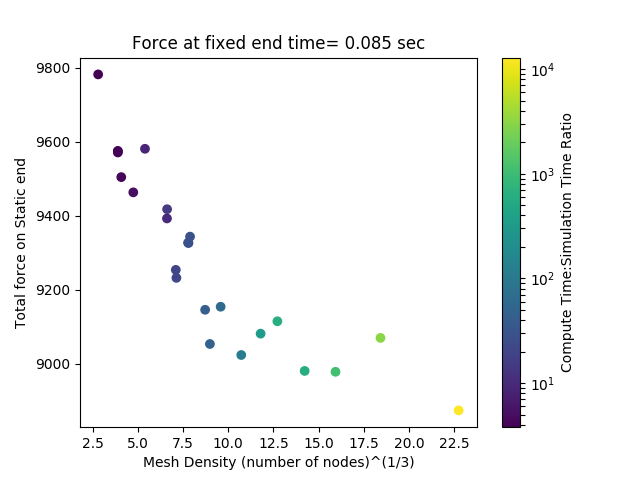 Force at fixed end time= 0.085 sec
Total force on Static end
9800
9600
9400
9200
9000
2.5 5.0 7.5 10.0 12.5 15.0 17.5 20.0 22.5
Mesh Density (number of nodes)^(1/3)
10^4
10^3
10^2
10^1
Compute Time:Simulation Time Ratio